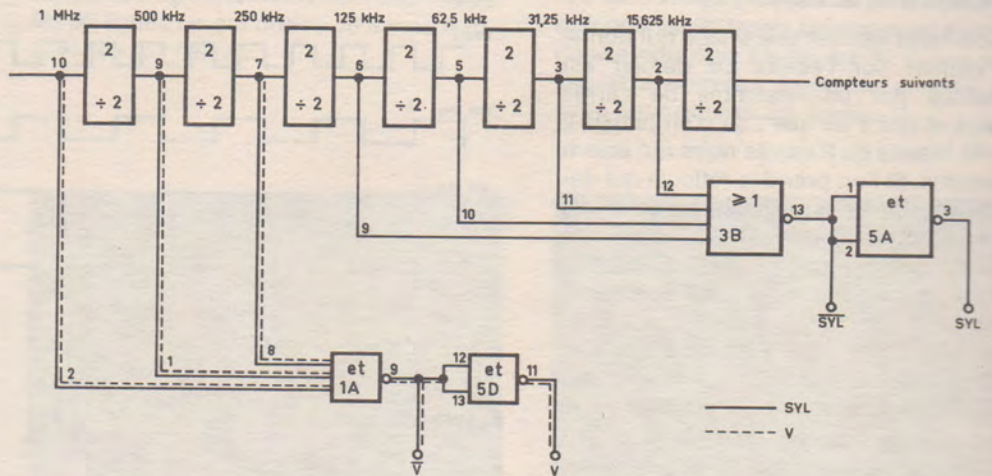 1 MHz 500 kHz 250 kHz 125 kHz 62,5 kHz 31,25 kHz 15,625 kHz
2 2 2 2 2 2 2
10 9 7 6 5 3 2
÷ 2 ÷ 2 ÷ 2 ÷ 2 ÷ 2 ÷ 2 ÷ 2
Compteurs suivants
12
11
10
9
⩾ 1
3B
13
1
2
et
5A
3
SYL
SYL
8
1
2
et
1A
9
12
13
et
5D
11
V
V
SYL
V